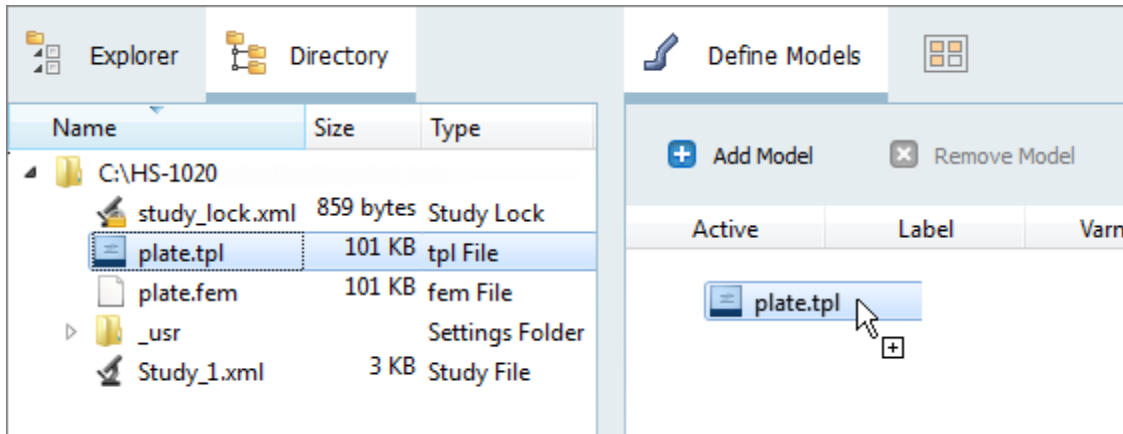 Explorer Directory Define Models
Name Size Type
Add Model Remove Model
C:\HS-1020
study_lock.xml 859 bytes Study Lock
Active Label Varn
plate.tpl 101 KB tpl File
plate.fem 101 KB fem File
plate.tpl
_usr Settings Folder
Study_1.xml 3 KB Study File